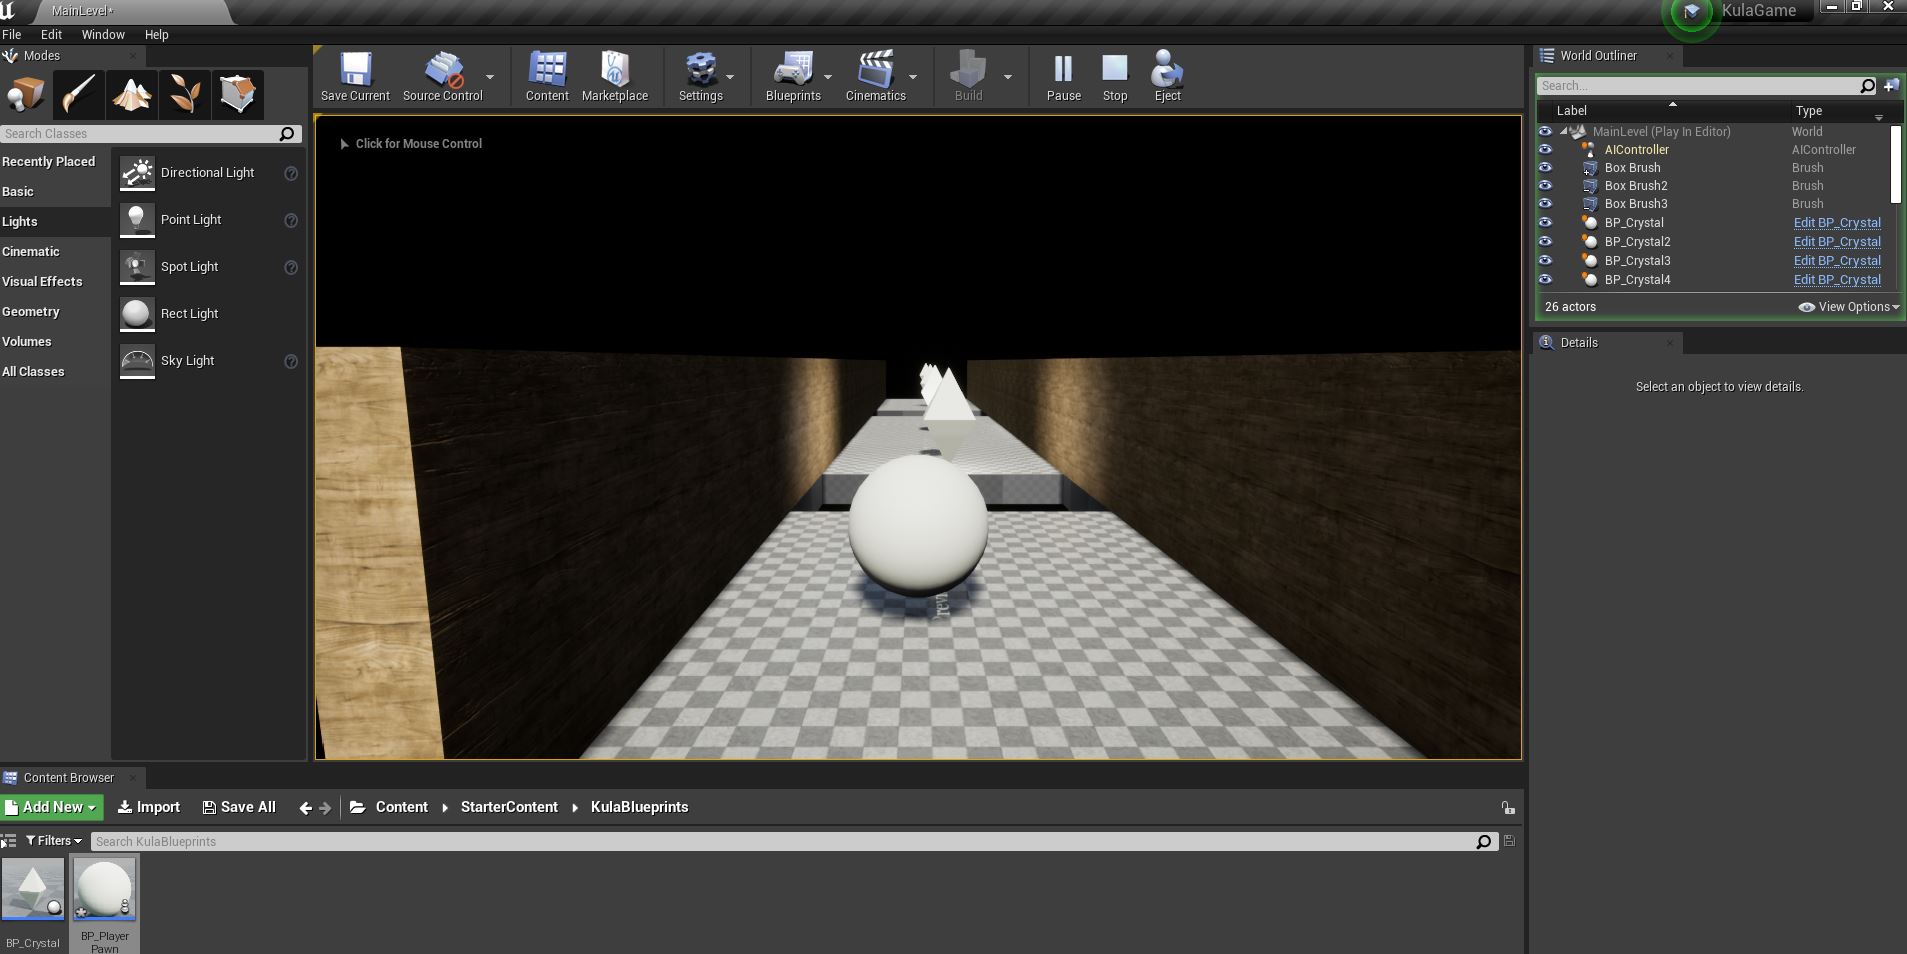 MainLevel*
KulaGame
File Edit Window Help
Modes
Search Classes
Recently Placed
Basic
Lights
Cinematic
Visual Effects
Geometry
Volumes
All Classes
Directional Light
Point Light
Spot Light
Rect Light
Sky Light
Save Current Source Control Content Marketplace Settings Blueprints Cinematics Build Pause Stop Eject
Click for Mouse Control
World Outliner
Search...
Label Type
MainLevel (Play In Editor) World
AIController AIController
Box Brush Brush
Box Brush2 Brush
Box Brush3 Brush
BP_Crystal Edit BP_Crystal
BP_Crystal2 Edit BP_Crystal
BP_Crystal3 Edit BP_Crystal
BP_Crystal4 Edit BP_Crystal
26 actors View Options
Details
Select an object to view details.
Content Browser
Add New Import Save All Content StarterContent KulaBlueprints
Filters Search KulaBlueprints
BP_Crystal
BP_Player
Pawn